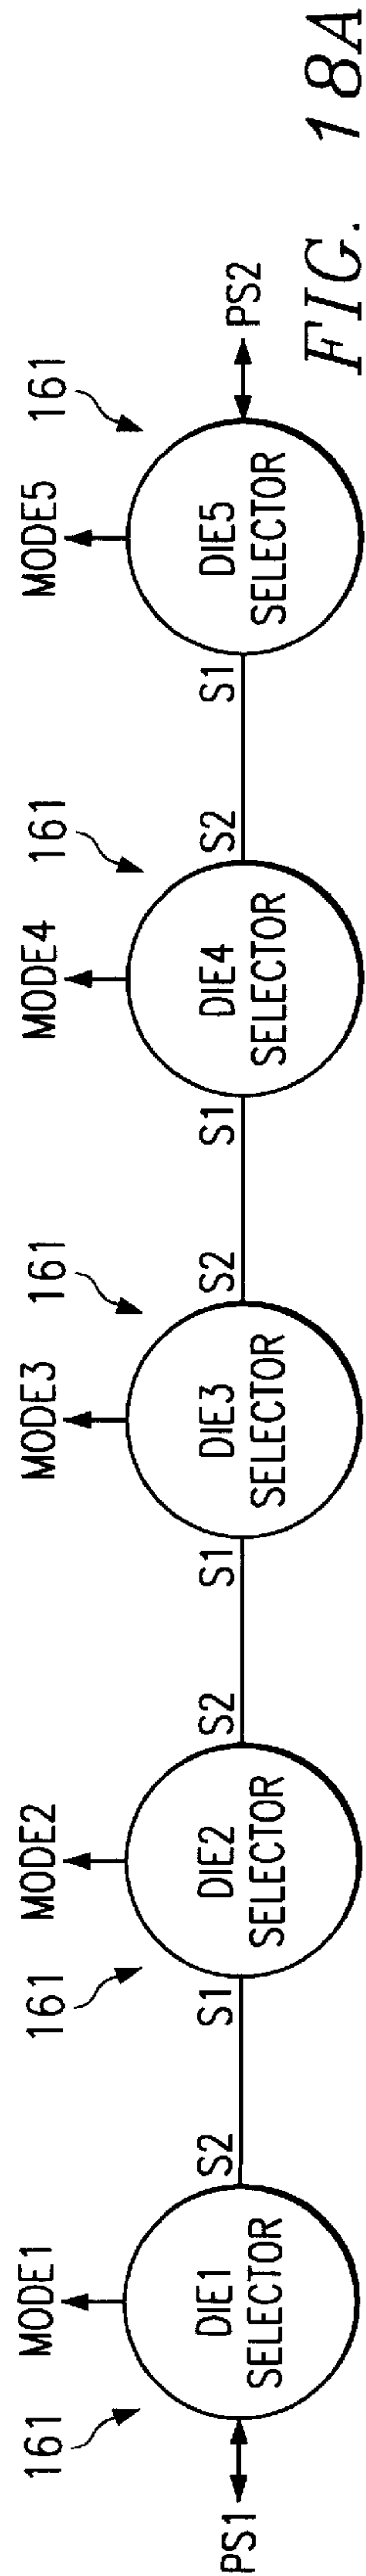 PS1
161
MODE1
DIE1
SELECTOR
S2
S1
161
MODE2
DIE2
SELECTOR
S2
S1
161
MODE3
DIE3
SELECTOR
S2
S1
161
MODE4
DIE4
SELECTOR
S2
S1
161
MODE5
DIE5
SELECTOR
PS2
FIG. 18A